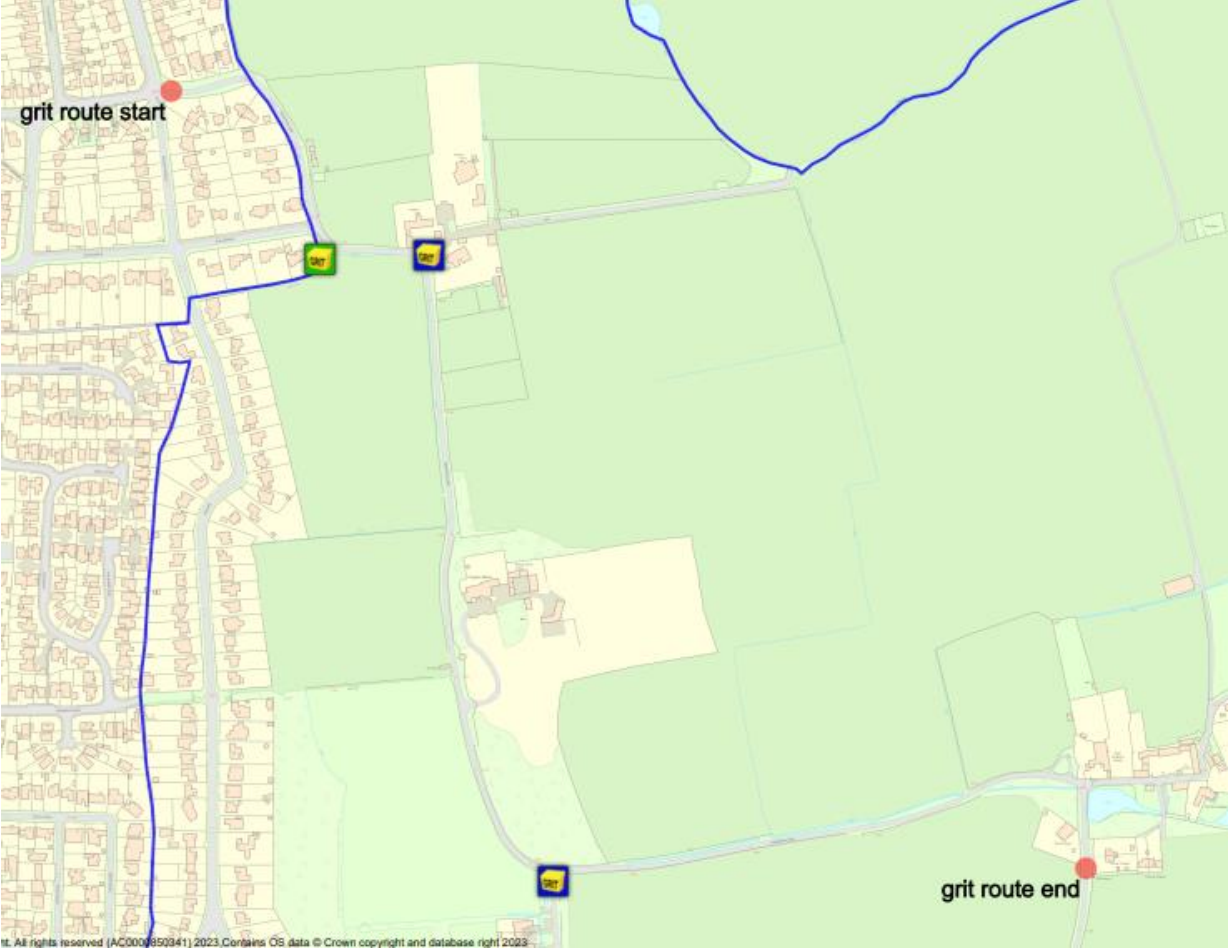 grit route start
GRIT
GRIT
GRIT
grit route end
nt. All rights reserved (AC0000850341) 2023.Contains OS data © Crown copyright and database right 2023